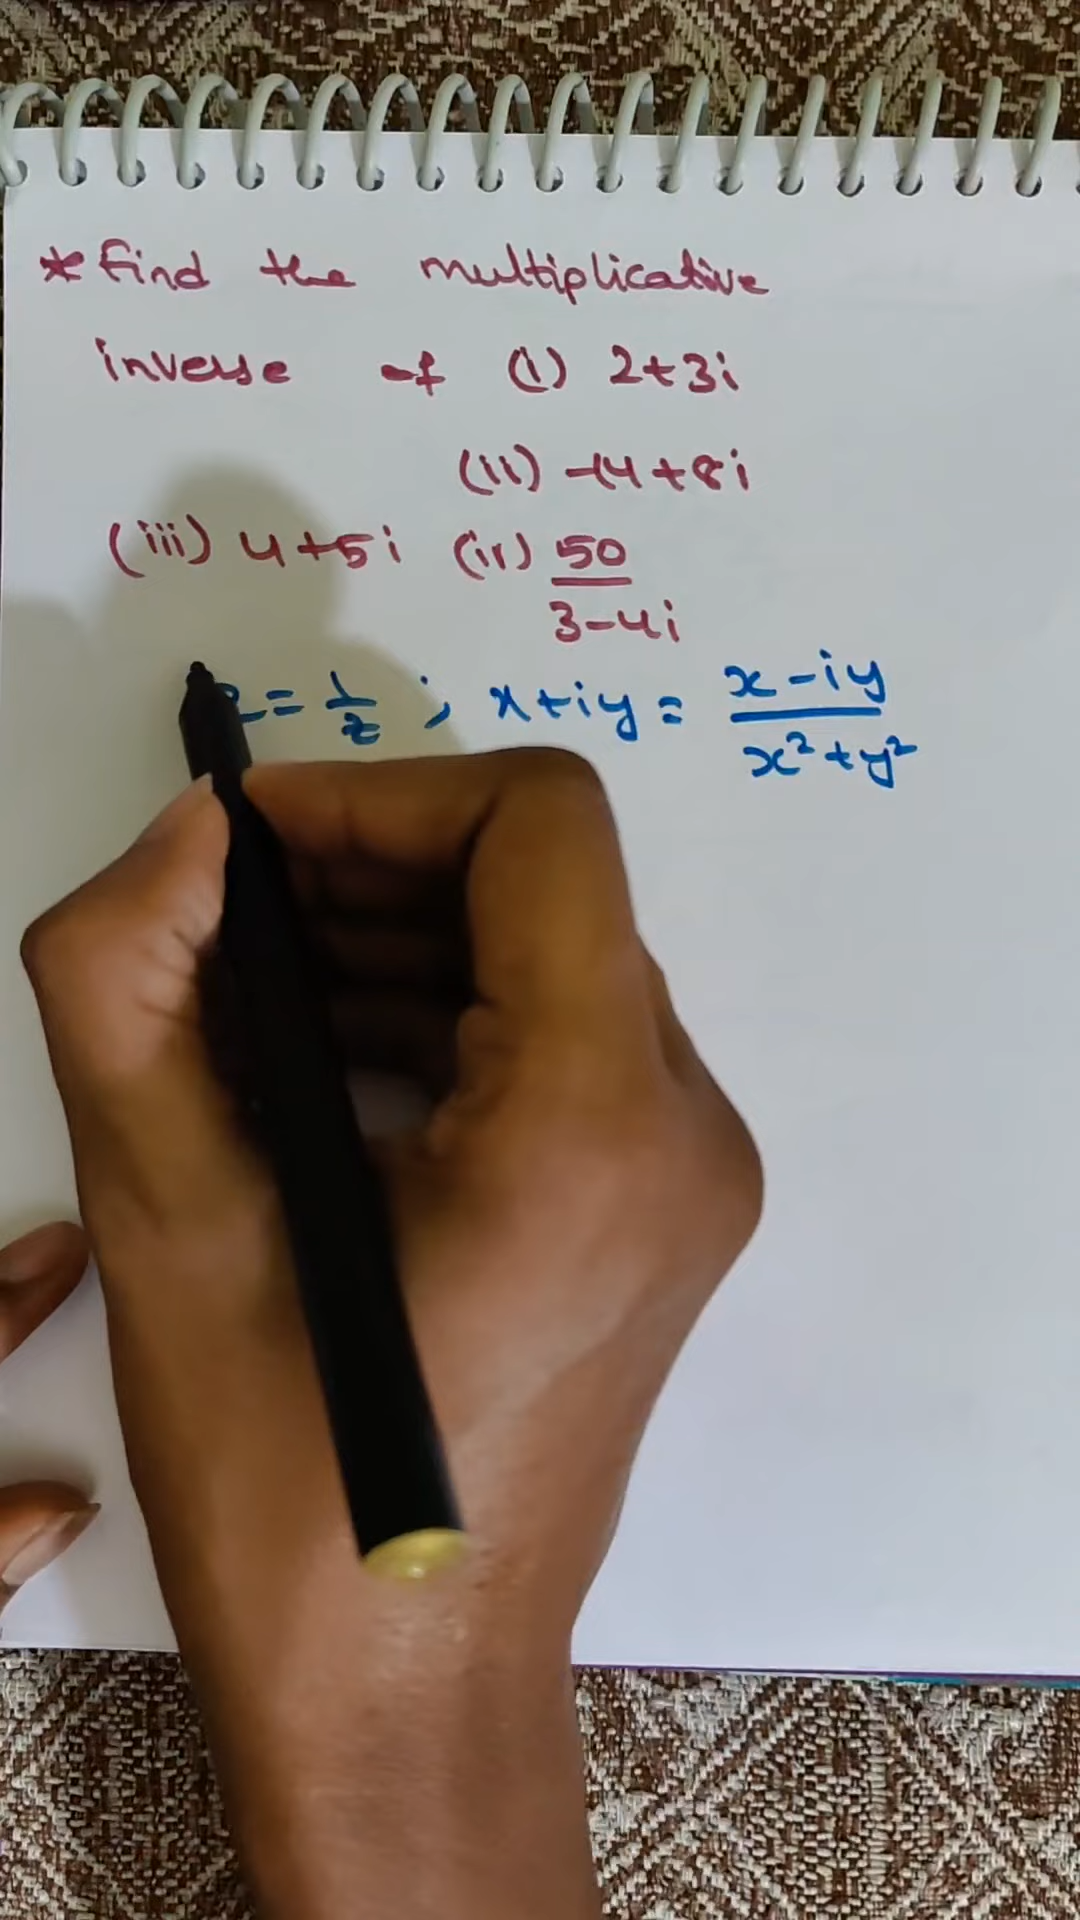 * Find the multiplicative
inverse of (i) 2+3i
(ii) -14+8i
(iii) 4+5i (iv) 50/3-4i
z = 1/z ; x+iy = x-iy/x²+y²